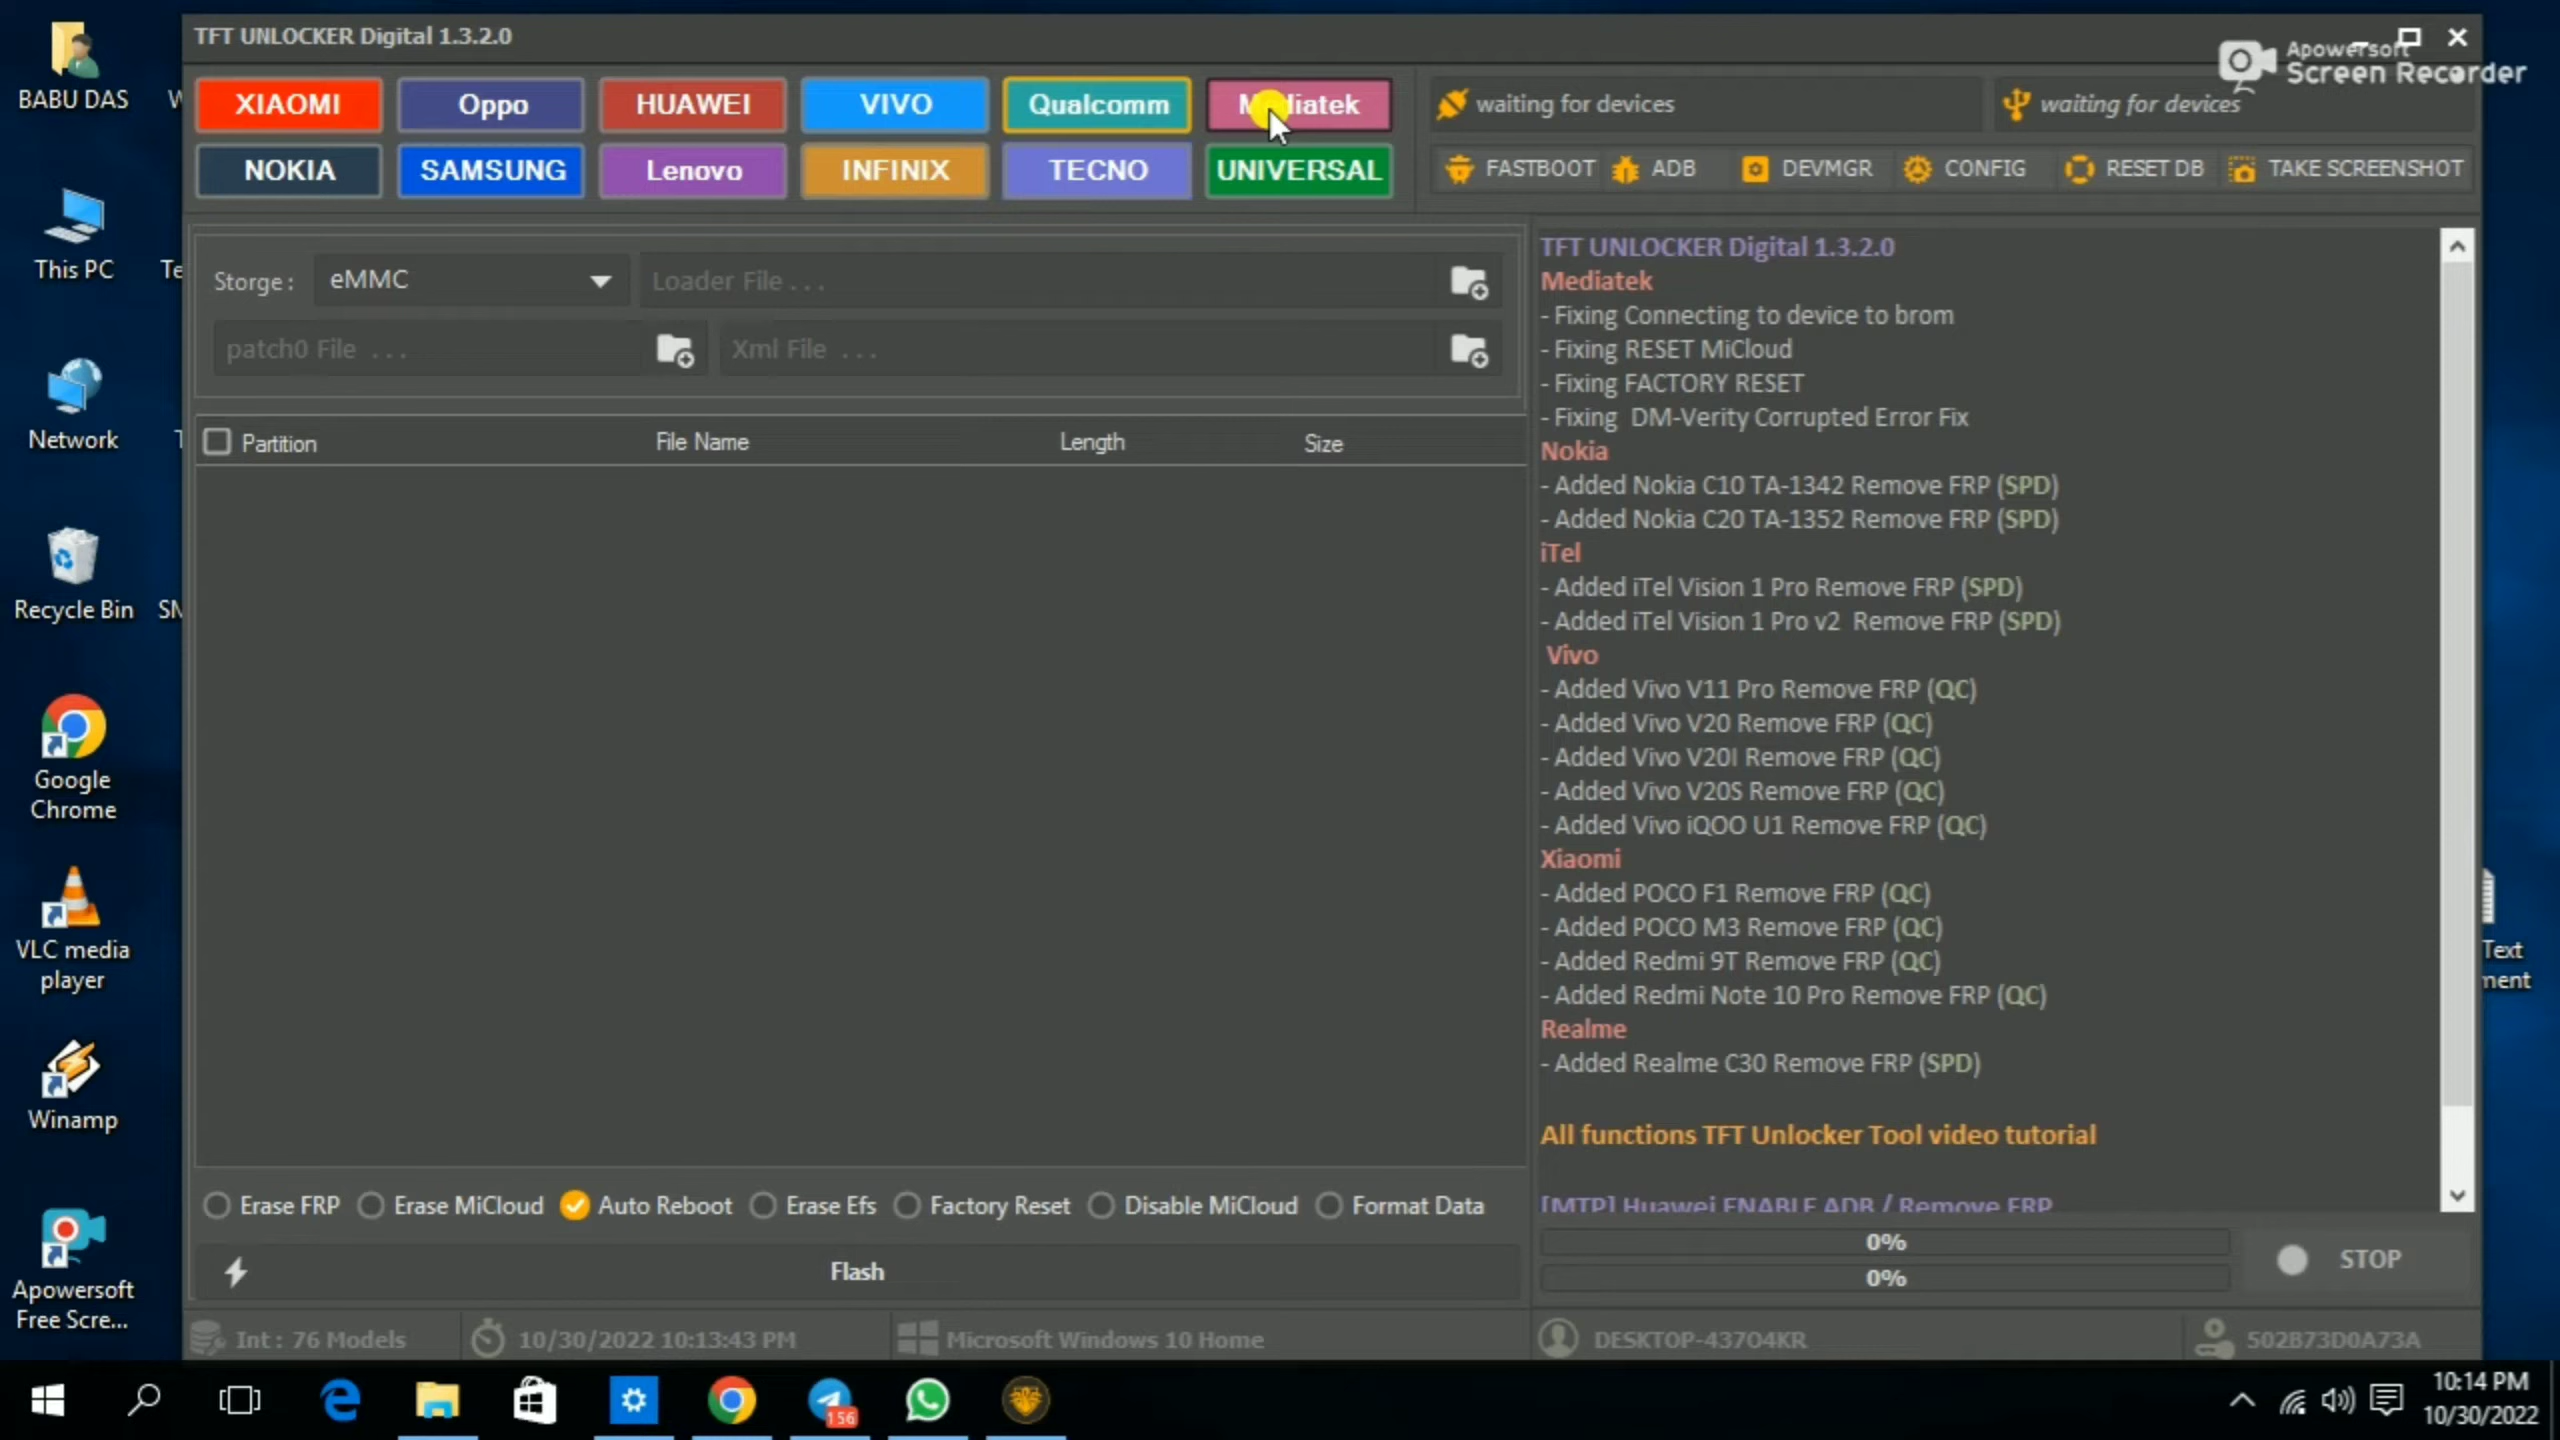 TFT UNLOCKER Digital 1.3.2.0
Apowersoft
Screen Recorder
XIAOMI Oppo HUAWEI VIVO Qualcomm Mediatek
waiting for devices waiting for devices
NOKIA SAMSUNG Lenovo INFINIX TECNO UNIVERSAL
FASTBOOT ADB DEVMGR CONFIG RESET DB TAKE SCREENSHOT
Storge : eMMC Loader File . . .
patch0 File . . . Xml File . . .
Partition File Name Length Size
TFT UNLOCKER Digital 1.3.2.0
Mediatek
- Fixing Connecting to device to brom
- Fixing RESET MiCloud
- Fixing FACTORY RESET
- Fixing  DM-Verity Corrupted Error Fix
Nokia
- Added Nokia C10 TA-1342 Remove FRP (SPD)
- Added Nokia C20 TA-1352 Remove FRP (SPD)
iTel
- Added iTel Vision 1 Pro Remove FRP (SPD)
- Added iTel Vision 1 Pro v2  Remove FRP (SPD)
Vivo
- Added Vivo V11 Pro Remove FRP (QC)
- Added Vivo V20 Remove FRP (QC)
- Added Vivo V20I Remove FRP (QC)
- Added Vivo V20S Remove FRP (QC)
- Added Vivo iQOO U1 Remove FRP (QC)
Xiaomi
- Added POCO F1 Remove FRP (QC)
- Added POCO M3 Remove FRP (QC)
- Added Redmi 9T Remove FRP (QC)
- Added Redmi Note 10 Pro Remove FRP (QC)
Realme
- Added Realme C30 Remove FRP (SPD)
All functions TFT Unlocker Tool video tutorial
[MTP] Huawei ENABLE ADB / Remove FRP
Erase FRP Erase MiCloud Auto Reboot Erase Efs Factory Reset Disable MiCloud Format Data
Flash
0%
0%
STOP
Int : 76 Models 10/30/2022 10:13:43 PM Microsoft Windows 10 Home DESKTOP-437O4KR 502B73D0A73A
BABU DAS
This PC
Network
Recycle Bin
Google
Chrome
VLC media
player
Winamp
Apowersoft
Free Scre...
Text
156
10:14 PM
10/30/2022